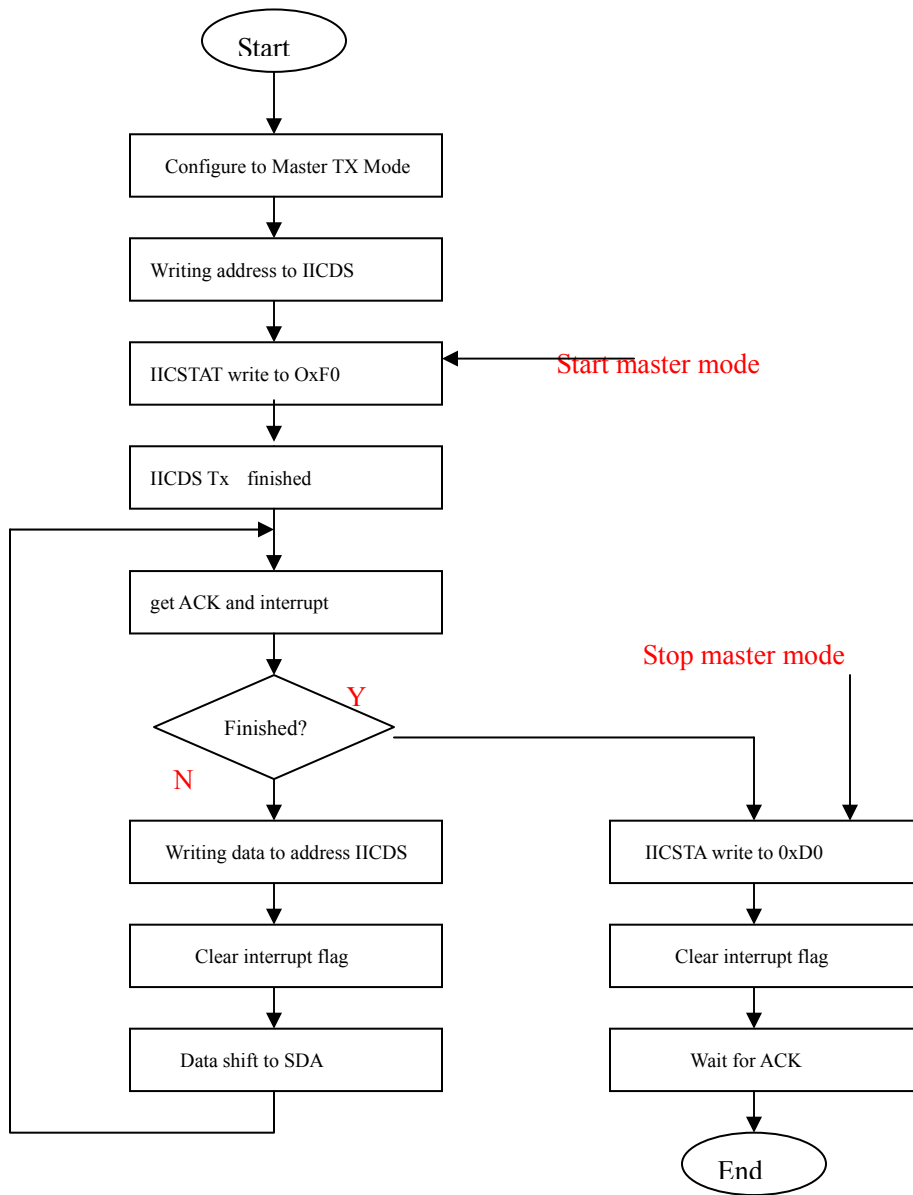 Start
Configure to Master TX Mode
Writing address to IICDS
IICSTAT write to OxF0
Start master mode
IICDS Tx finished
get ACK and interrupt
Stop master mode
Y
Finished?
N
Writing data to address IICDS
IICSTA write to 0xD0
Clear interrupt flag
Clear interrupt flag
Data shift to SDA
Wait for ACK
End